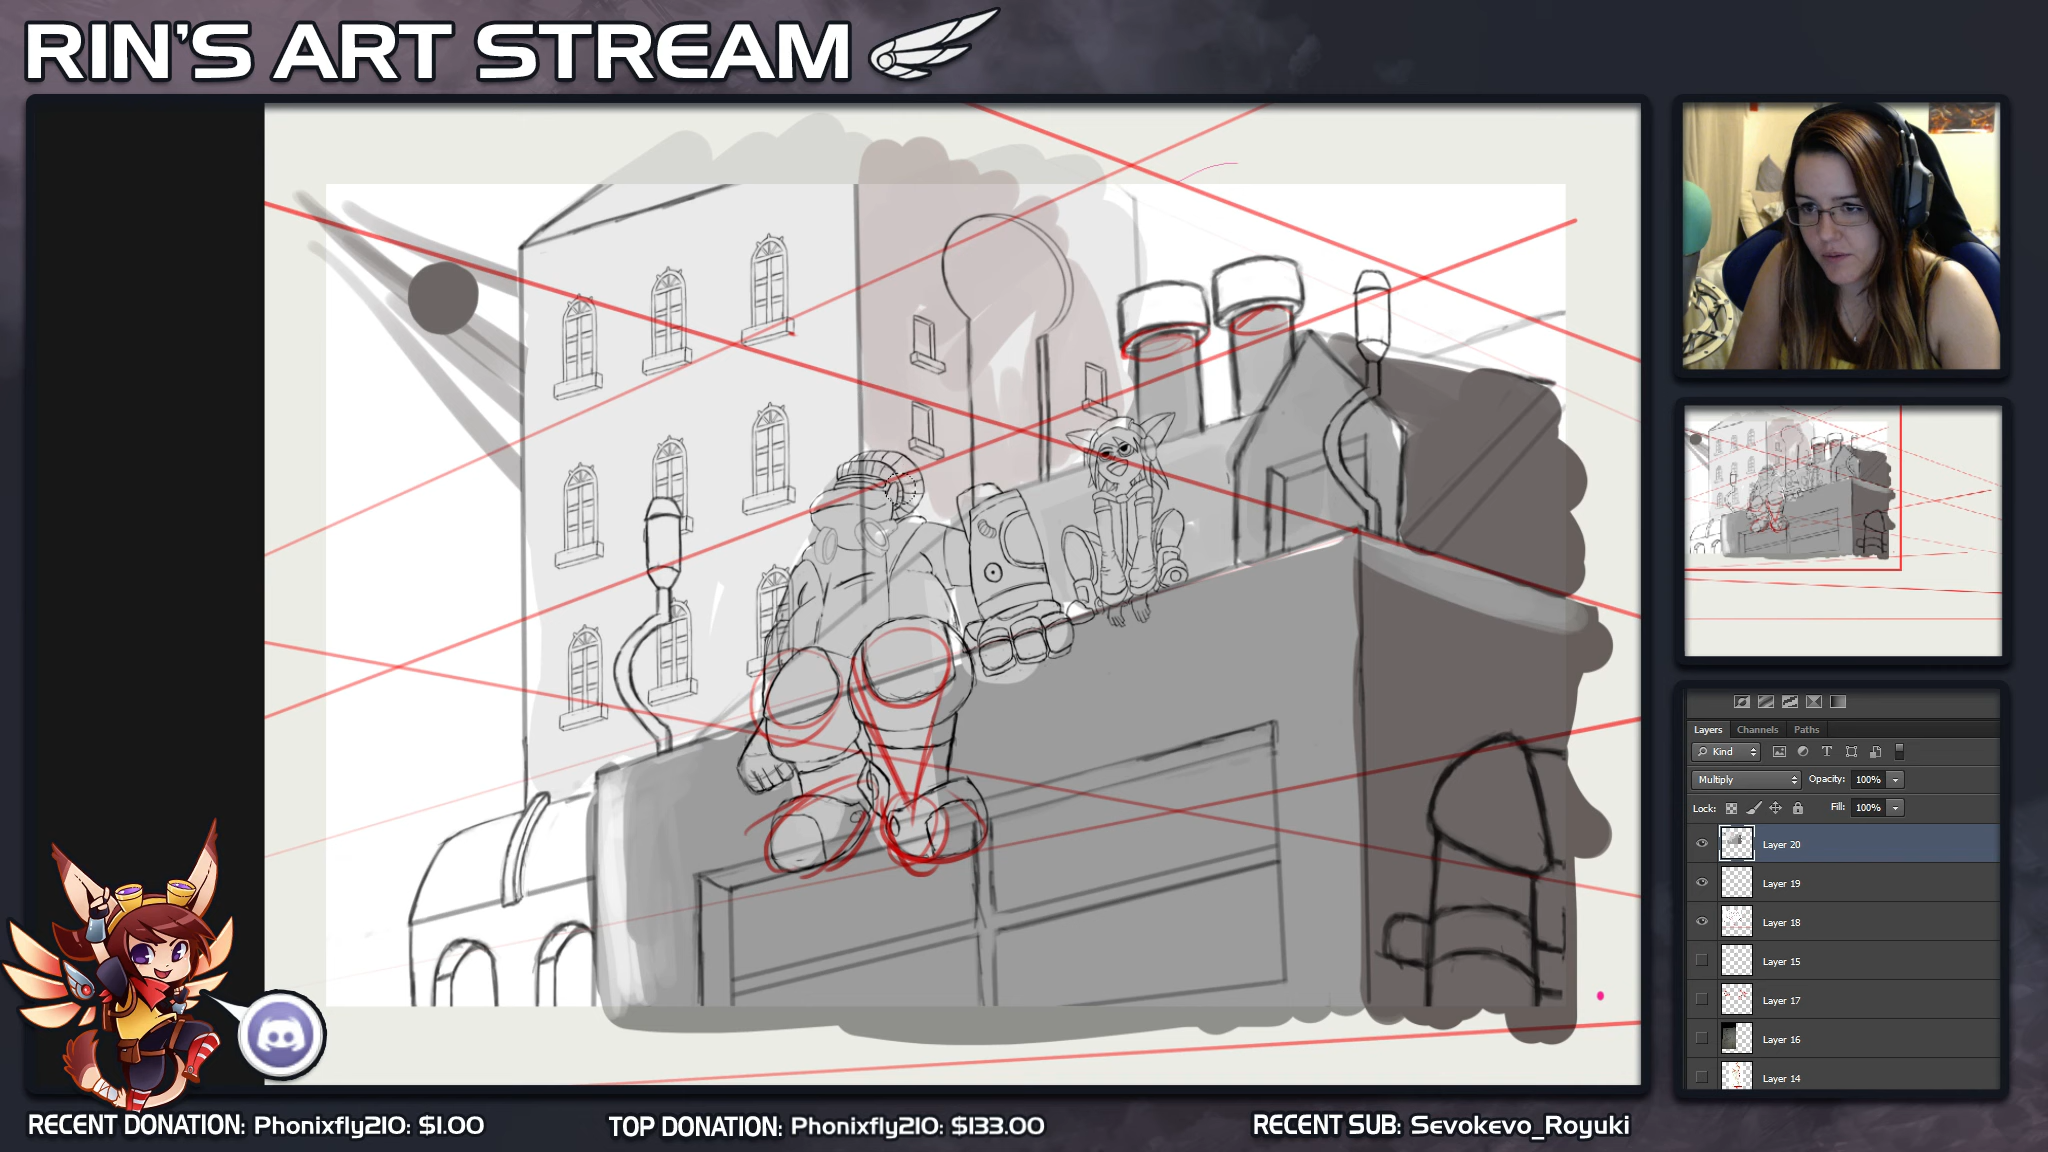 RIN'S ART STREAM
Layers Channels Paths
Kind
Multiply Opacity: 100%
Lock: Fill: 100%
Layer 20
Layer 19
Layer 18
Layer 15
Layer 17
Layer 16
Layer 14
RECENT DONATION: Phonixfly210: $1.00
TOP DONATION: Phonixfly210: $133.00
RECENT SUB: Sevokevo_Royuki